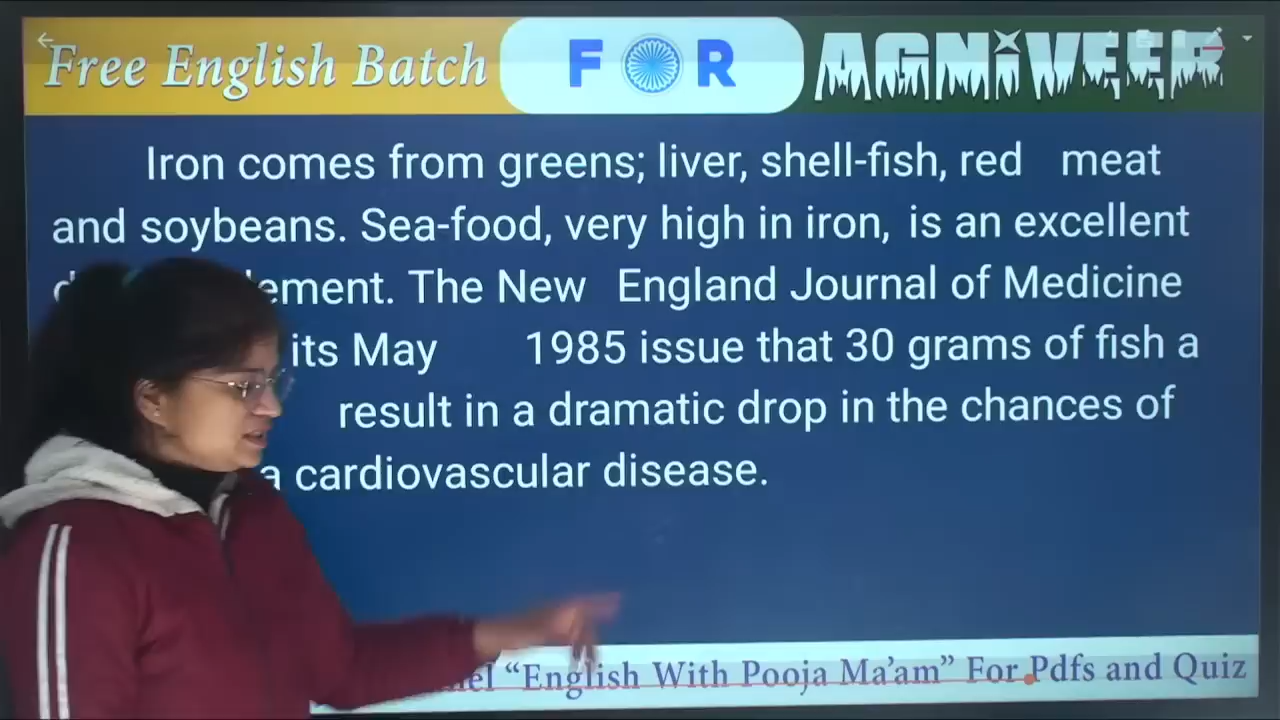 Free English Batch FOR AGNiVEER
Iron comes from greens; liver, shell-fish, red meat
and soybeans. Sea-food, very high in iron, is an excellent
The New England Journal of Medicine
its May 1985 issue that 30 grams of fish a
result in a dramatic drop in the chances of
a cardiovascular disease.
“English With Pooja Ma’am” For Pdfs and Quiz